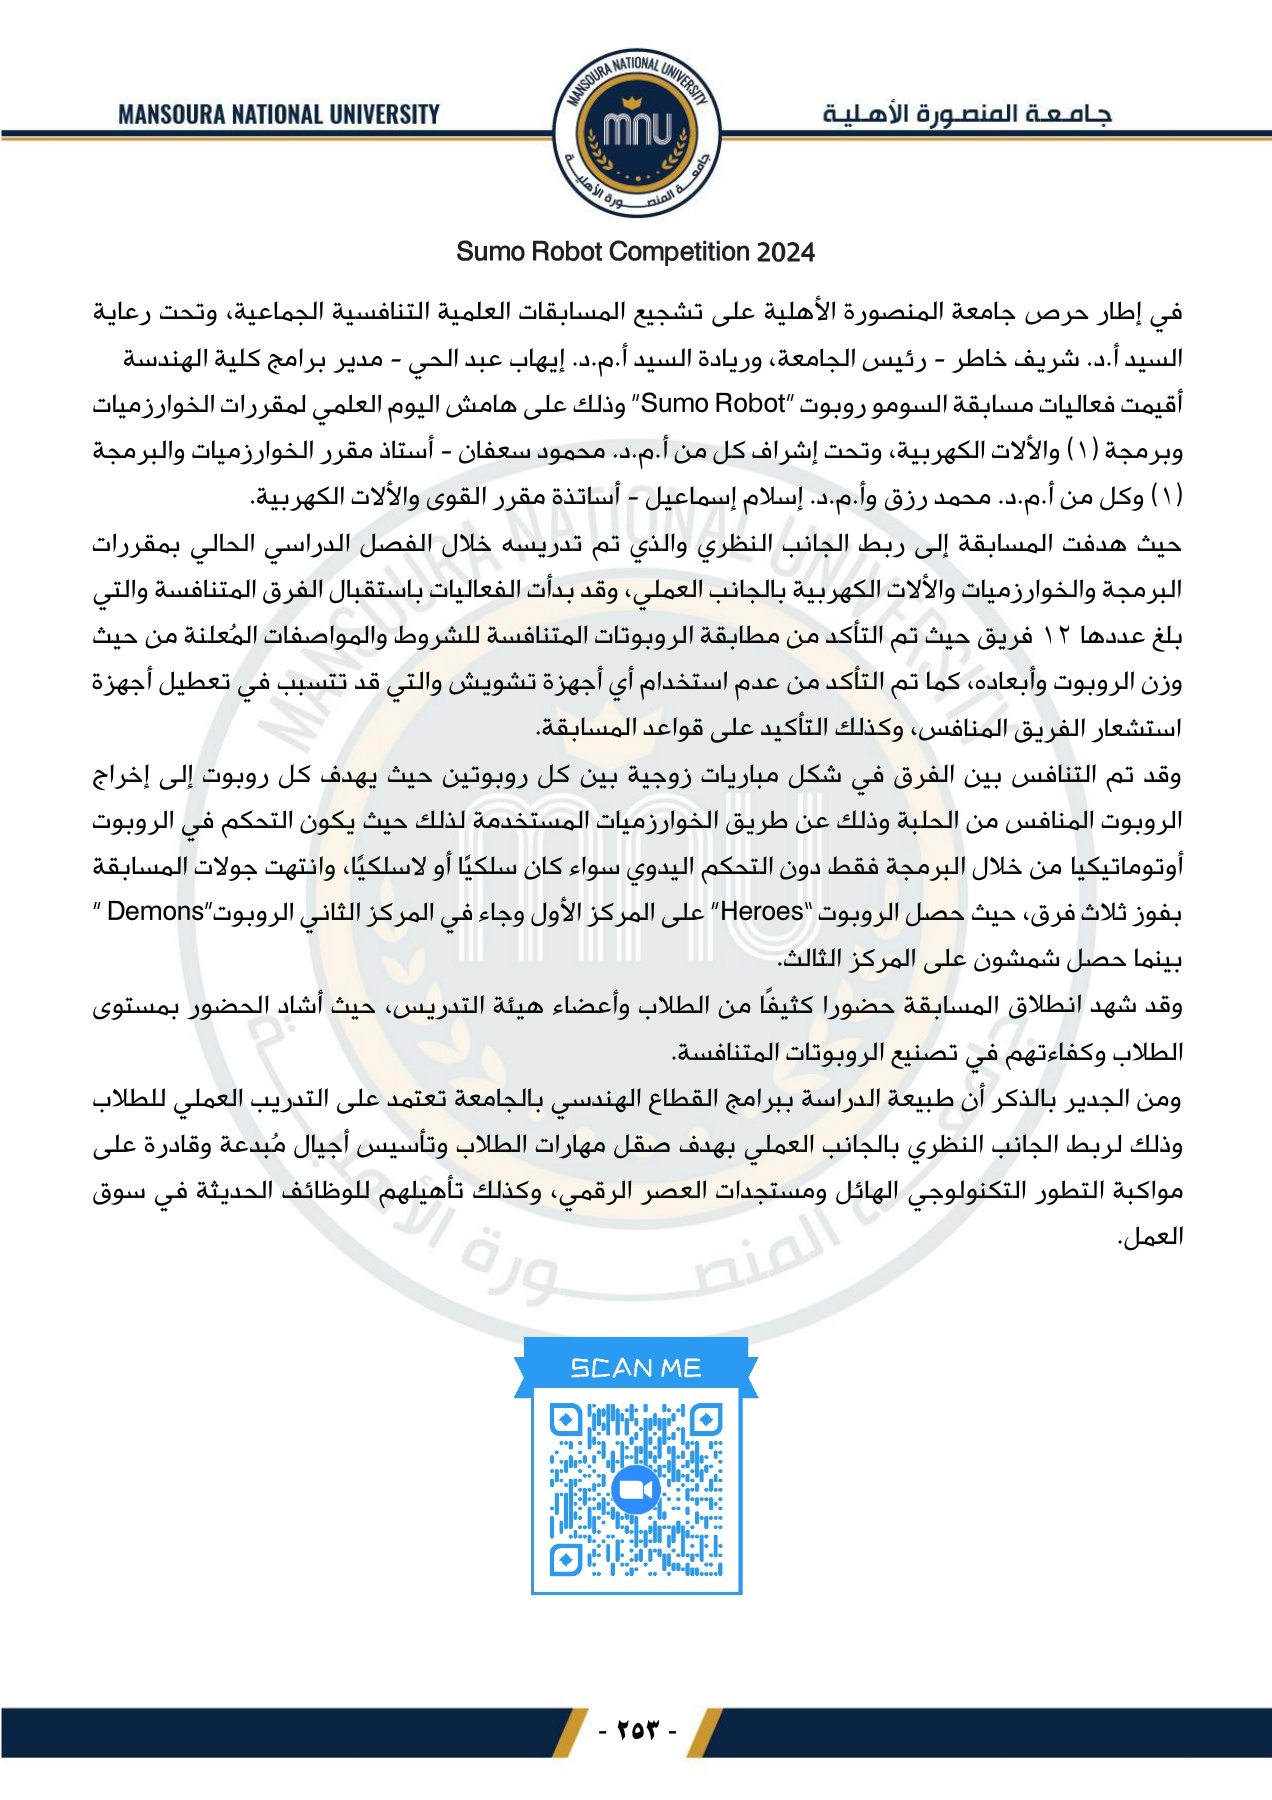 MANSOURA NATIONAL UNIVERSITY
جامعة المنصورة الأهلية
MANSOURA NATIONAL UNIVERSITY
mnu
جامعة المنصورة الأهلية
Sumo Robot Competition 2024
في إطار حرص جامعة المنصورة الأهلية على تشجيع المسابقات العلمية التنافسية الجماعية، وتحت رعاية
السيد أ.د. شريف خاطر - رئيس الجامعة، وريادة السيد أ.م.د. إيهاب عبد الحي - مدير برامج كلية الهندسة
أقيمت فعاليات مسابقة السومو روبوت “Sumo Robot” وذلك على هامش اليوم العلمي لمقررات الخوارزميات
وبرمجة (١) والألات الكهربية، وتحت إشراف كل من أ.م.د. محمود سعفان - أستاذ مقرر الخوارزميات والبرمجة
(١) وكل من أ.م.د. محمد رزق وأ.م.د. إسلام إسماعيل - أساتذة مقرر القوى والألات الكهربية.
حيث هدفت المسابقة إلى ربط الجانب النظري والذي تم تدريسه خلال الفصل الدراسي الحالي بمقررات
البرمجة والخوارزميات والألات الكهربية بالجانب العملي، وقد بدأت الفعاليات باستقبال الفرق المتنافسة والتي
بلغ عددها ١٢ فريق حيث تم التأكد من مطابقة الروبوتات المتنافسة للشروط والمواصفات المُعلنة من حيث
وزن الروبوت وأبعاده، كما تم التأكد من عدم استخدام أي أجهزة تشويش والتي قد تتسبب في تعطيل أجهزة
استشعار الفريق المنافس، وكذلك التأكيد على قواعد المسابقة.
وقد تم التنافس بين الفرق في شكل مباريات زوجية بين كل روبوتين حيث يهدف كل روبوت إلى إخراج
الروبوت المنافس من الحلبة وذلك عن طريق الخوارزميات المستخدمة لذلك حيث يكون التحكم في الروبوت
أوتوماتيكيا من خلال البرمجة فقط دون التحكم اليدوي سواء كان سلكيًا أو لاسلكيًا، وانتهت جولات المسابقة
بفوز ثلاث فرق، حيث حصل الروبوت “Heroes” على المركز الأول وجاء في المركز الثاني الروبوت“Demons ”
بينما حصل شمشون على المركز الثالث.
وقد شهد انطلاق المسابقة حضورا كثيفًا من الطلاب وأعضاء هيئة التدريس، حيث أشاد الحضور بمستوى
الطلاب وكفاءتهم في تصنيع الروبوتات المتنافسة.
ومن الجدير بالذكر أن طبيعة الدراسة ببرامج القطاع الهندسي بالجامعة تعتمد على التدريب العملي للطلاب
وذلك لربط الجانب النظري بالجانب العملي بهدف صقل مهارات الطلاب وتأسيس أجيال مُبدعة وقادرة على
مواكبة التطور التكنولوجي الهائل ومستجدات العصر الرقمي، وكذلك تأهيلهم للوظائف الحديثة في سوق
العمل.
SCAN ME
- ٢٥٣ -